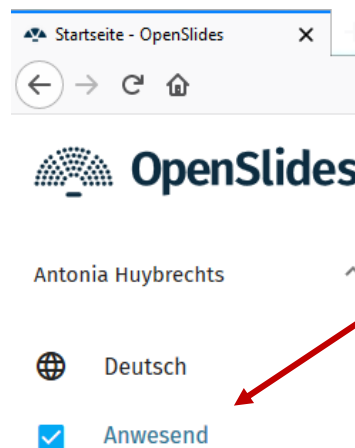 Startseite - OpenSlides
OpenSlides
Antonia Huybrechts
Deutsch
Anwesend